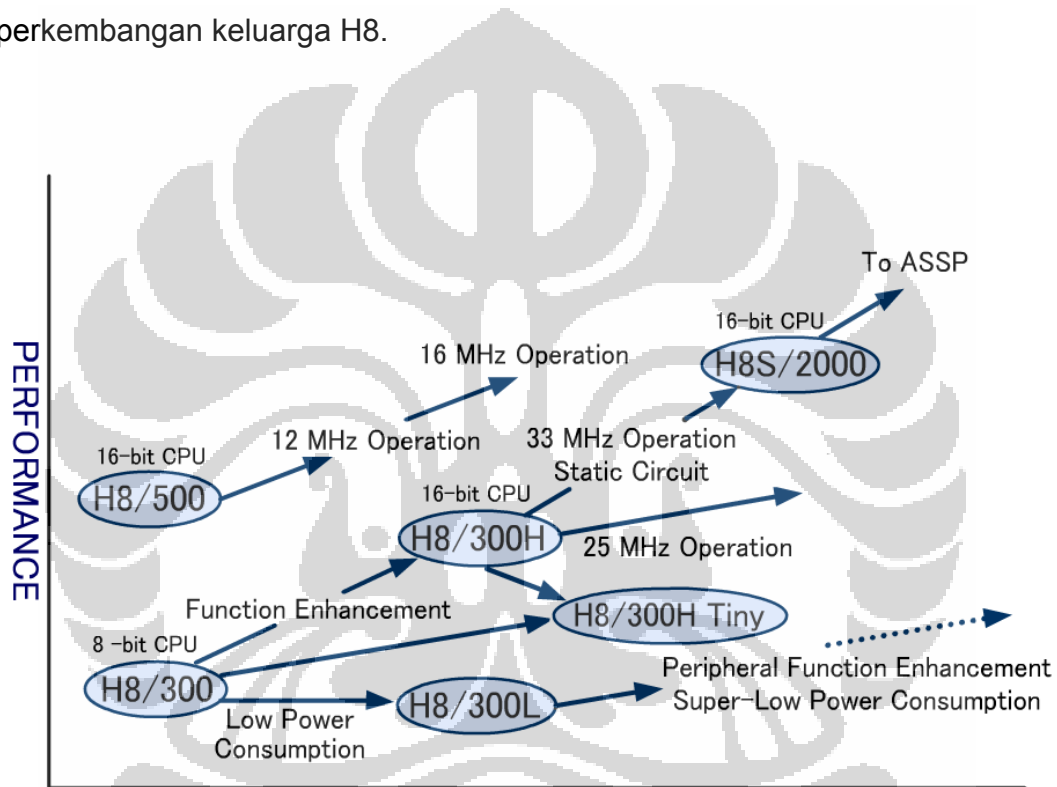 perkembangan keluarga H8.
To ASSP
16-bit CPU
H8S/2000
16 MHz Operation
12 MHz Operation
33 MHz Operation
Static Circuit
16-bit CPU
H8/500
16-bit CPU
H8/300H
25 MHz Operation
PERFORMANCE
Function Enhancement
H8/300H Tiny
8 -bit CPU
H8/300
Peripheral Function Enhancement
Super-Low Power Consumption
H8/300L
Low Power
Consumption